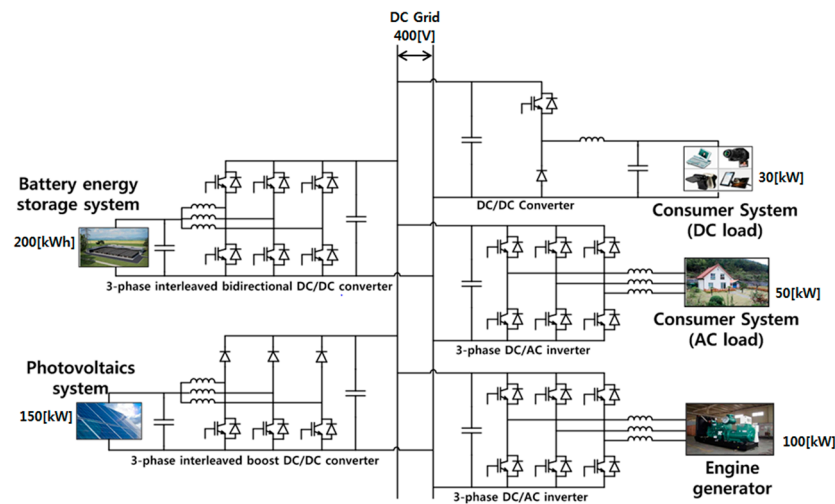 DC Grid
400[V]
Battery energy
storage system
200[kWh]
3-phase interleaved bidirectional DC/DC converter
Photovoltaics
system
150[kW]
3-phase interleaved boost DC/DC converter
DC/DC Converter
30[kW]
Consumer System
(DC load)
3-phase DC/AC inverter
50[kW]
Consumer System
(AC load)
3-phase DC/AC inverter
100[kW]
Engine
generator